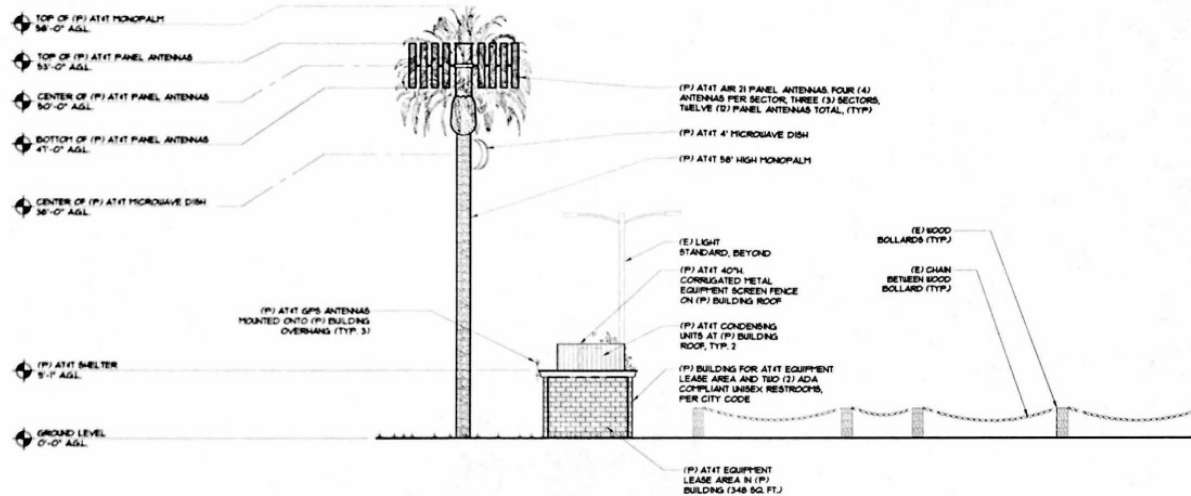 TOP OF (P) AT&T MONOPALM
58'-0" AGL.
TOP OF (P) AT&T PANEL ANTENNAS
53'-0" AGL.
CENTER OF (P) AT&T PANEL ANTENNAS
50'-0" AGL.
BOTTOM OF (P) AT&T PANEL ANTENNAS
47'-0" AGL.
CENTER OF (P) AT&T MICROWAVE DISH
38'-0" AGL.
(P) AT&T SHELTER
9'-1" AGL.
GROUND LEVEL
0'-0" AGL.
(P) AT&T GPS ANTENNAS
MOUNTED ONTO (P) BUILDING
OVERHANG (TYP. 3)
(P) AT&T AIR 21 PANEL ANTENNAS, FOUR (4)
ANTENNAS PER SECTOR, THREE (3) SECTORS,
TWELVE (12) PANEL ANTENNAS TOTAL, (TYP)
(P) AT&T 4' MICROWAVE DISH
(P) AT&T 58' HIGH MONOPALM
(E) LIGHT
STANDARD, BEYOND
(P) AT&T 40"H.
CORRUGATED METAL
EQUIPMENT SCREEN FENCE
ON (P) BUILDING ROOF
(P) AT&T CONDENSING
UNITS AT (P) BUILDING
ROOF, TYP. 2
(P) BUILDING FOR AT&T EQUIPMENT
LEASE AREA AND TWO (2) ADA
COMPLIANT UNISEX RESTROOMS,
PER CITY CODE
(P) AT&T EQUIPMENT
LEASE AREA IN (P)
BUILDING (348 SQ. FT.)
(E) WOOD
BOLLARDS (TYP.)
(E) CHAIN
BETWEEN WOOD
BOLLARD (TYP.)